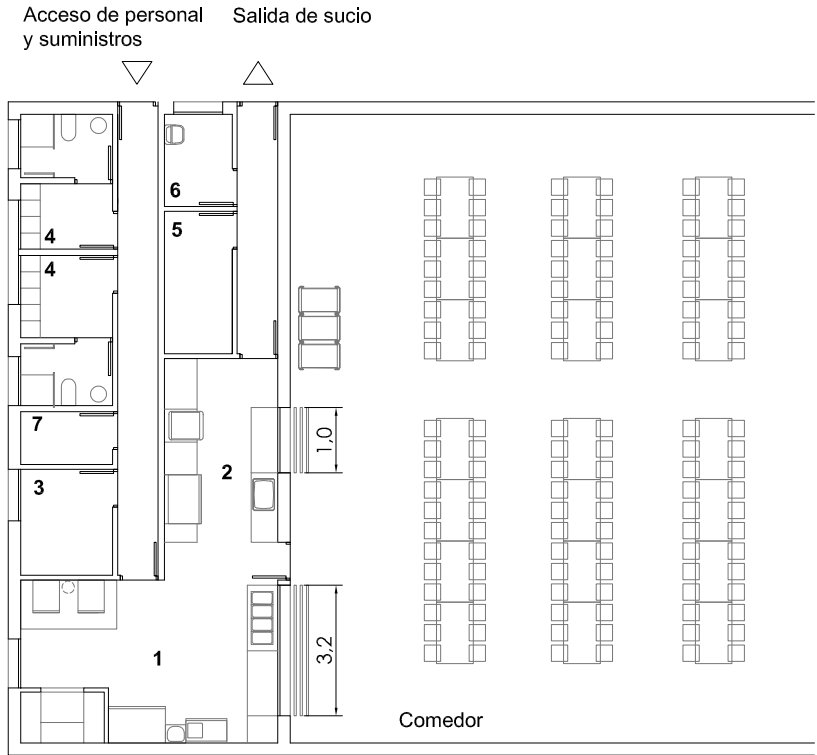 Acceso de personal
y suministros
Salida de sucio
6
5
4
4
7
3
2
1,0
3,2
1
Comedor